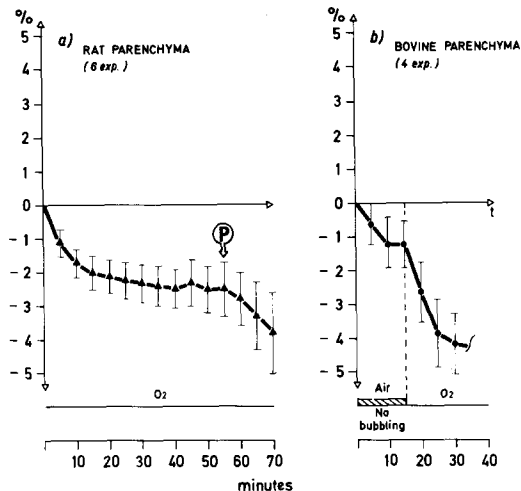 %
5
4
3
2
1
0
- 1
- 2
- 3
- 4
- 5
a) RAT PARENCHYMA
(6 exp.)
P
O2
10 20 30 40 50 60 70
minutes
%
5
4
3
2
1
0
- 1
- 2
- 3
- 4
- 5
b) BOVINE PARENCHYMA
(4 exp.)
t
Air
No
bubbling
O2
10 20 30 40